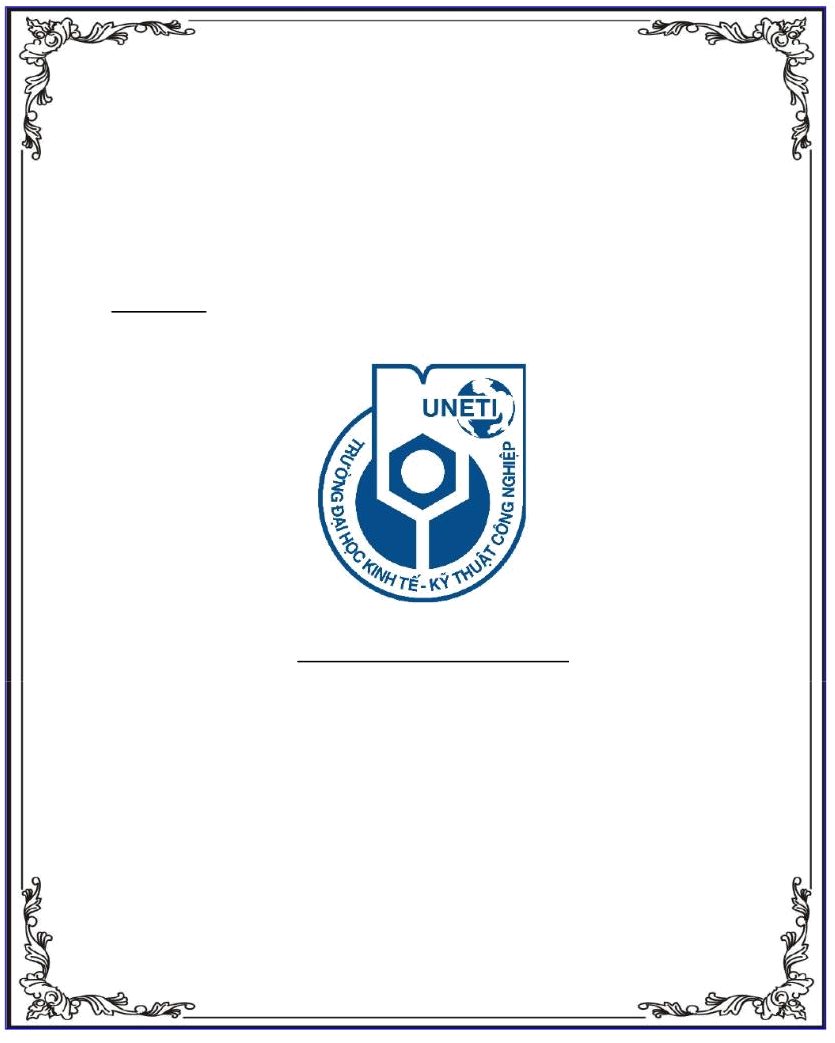 UNETI
TRƯỜNG ĐẠI HỌC KINH TẾ - KỸ THUẬT CÔNG NGHIỆP